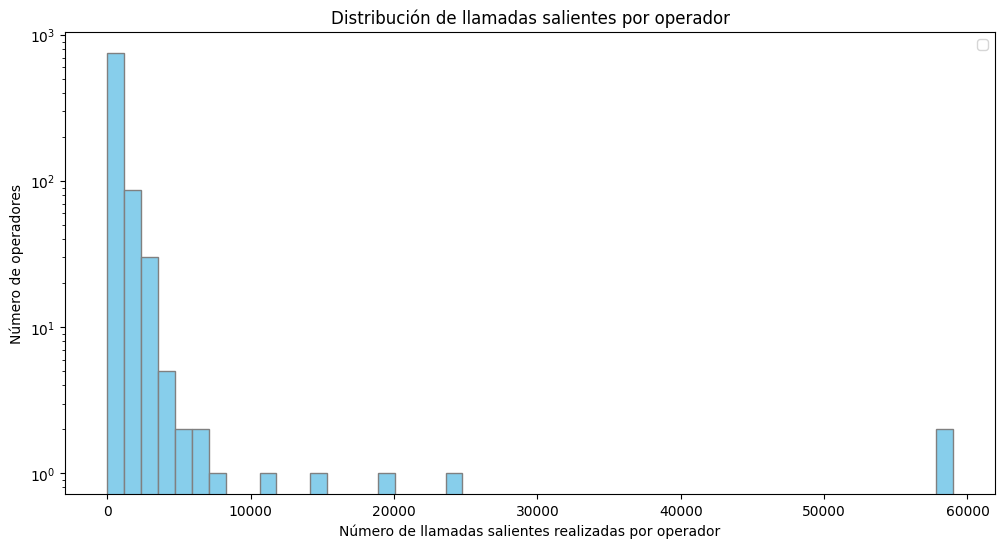 Distribución de llamadas salientes por operador
10³
10²
10¹
10⁰
Número de operadores
0 10000 20000 30000 40000 50000 60000
Número de llamadas salientes realizadas por operador